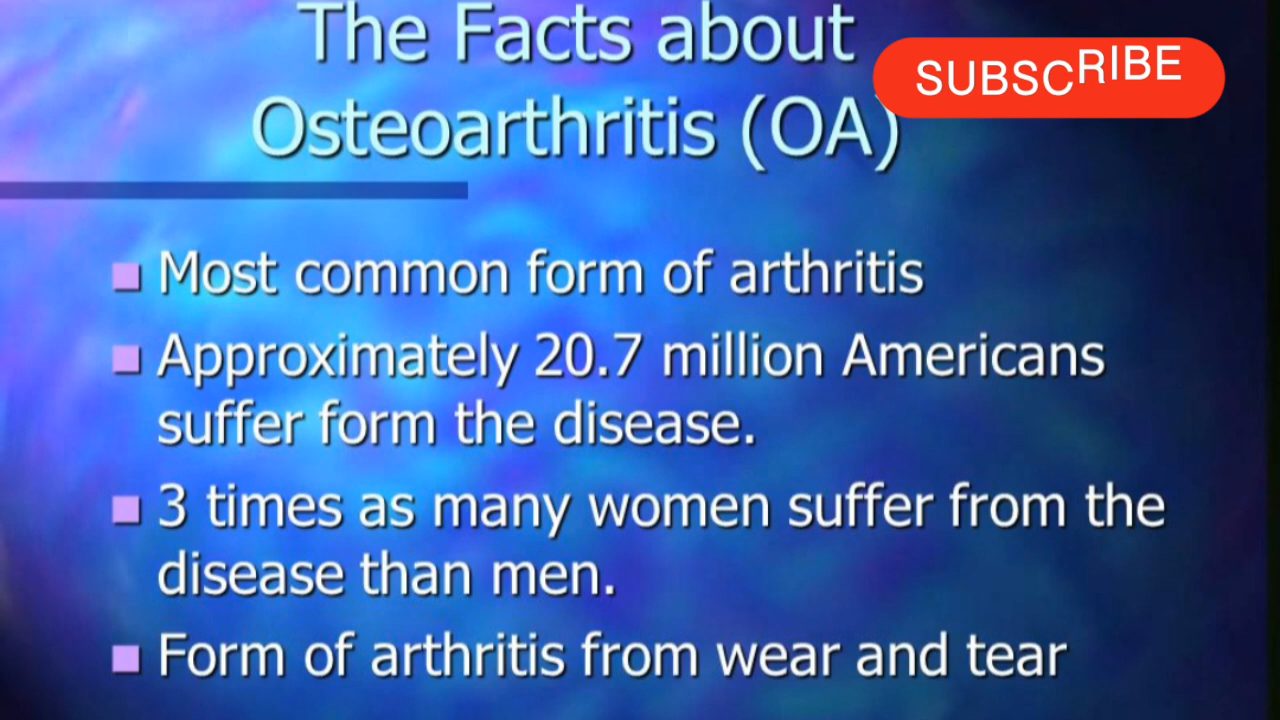 The Facts about
SUBSCRIBE
Osteoarthritis (OA)
Most common form of arthritis
Approximately 20.7 million Americans
suffer form the disease.
3 times as many women suffer from the
disease than men.
Form of arthritis from wear and tear